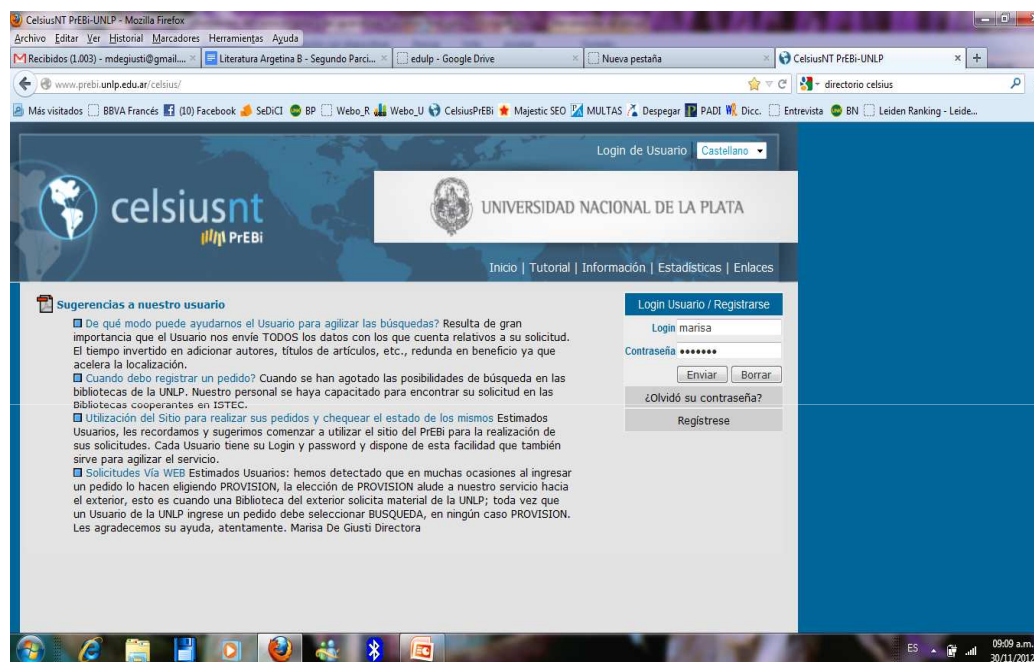 CelsiusNT PrEBi-UNLP - Mozilla Firefox
Archivo Editar Ver Historial Marcadores Herramientas Ayuda
Recibidos (1.003) - mdegiusti@gmail.... × Literatura Argetina B - Segundo Parci... × edulp - Google Drive × Nueva pestaña × CelsiusNT PrEBi-UNLP × +
www.prebi.unlp.edu.ar/celsius/ directorio celsius
Más visitados BBVA Francés (10) Facebook SeDiCI BP Webo_R Webo_U CelsiusPrEBi Majestic SEO MULTAS Despegar PADI Dicc. Entrevista BN Leiden Ranking - Leide...
Login de Usuario Castellano
celsiusnt
PrEBi
UNIVERSIDAD NACIONAL DE LA PLATA
Inicio | Tutorial | Información | Estadísticas | Enlaces
Sugerencias a nuestro usuario
De qué modo puede ayudarnos el Usuario para agilizar las búsquedas? Resulta de gran
importancia que el Usuario nos envíe TODOS los datos con los que cuenta relativos a su solicitud.
El tiempo invertido en adicionar autores, títulos de artículos, etc., redunda en beneficio ya que
acelera la localización.
Cuando debo registrar un pedido? Cuando se han agotado las posibilidades de búsqueda en las
bibliotecas de la UNLP. Nuestro personal se haya capacitado para encontrar su solicitud en las
Bibliotecas cooperantes en ISTEC.
Utilización del Sitio para realizar sus pedidos y chequear el estado de los mismos Estimados
Usuarios, les recordamos y sugerimos comenzar a utilizar el sitio del PrEBi para la realización de
sus solicitudes. Cada Usuario tiene su Login y password y dispone de esta facilidad que también
sirve para agilizar el servicio.
Solicitudes Vía WEB Estimados Usuarios: hemos detectado que en muchas ocasiones al ingresar
un pedido lo hacen eligiendo PROVISION, la elección de PROVISION alude a nuestro servicio hacia
el exterior, esto es cuando una Biblioteca del exterior solicita material de la UNLP; toda vez que
un Usuario de la UNLP ingrese un pedido debe seleccionar BUSQUEDA, en ningún caso PROVISION.
Les agradecemos su ayuda, atentamente. Marisa De Giusti Directora
Login Usuario / Registrarse
Login marisa
Contraseña •••••••
Enviar Borrar
¿Olvidó su contraseña?
Regístrese
ES 09:09 a.m.
30/11/2012